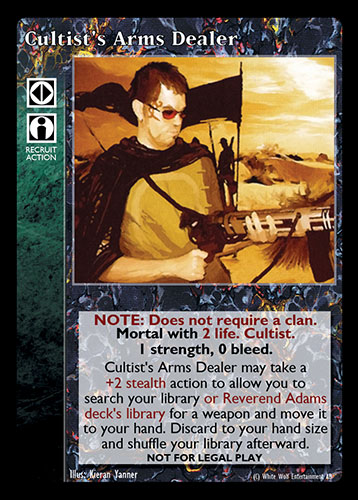 Cultist's Arms Dealer
RECRUIT
ACTION
NOTE: Does not require a clan.
Mortal with 2 life. Cultist.
1 strength, 0 bleed.
Cultist's Arms Dealer may take a
+2 stealth action to allow you to
search your library or Reverend Adams
deck's library for a weapon and move it
to your hand. Discard to your hand size
and shuffle your library afterward.
NOT FOR LEGAL PLAY
Illus: Kieran Yanner
(C) White Wolf Entertainment AB